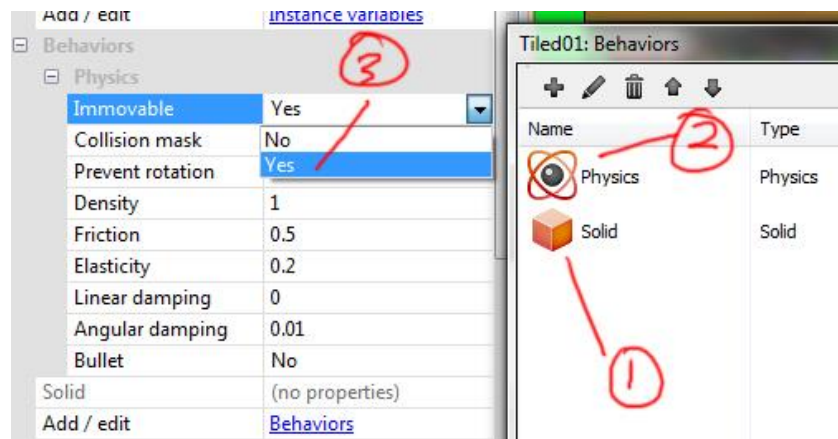 Add / edit Instance variables
Behaviors
Physics
Immovable Yes
Collision mask No
Yes
Prevent rotation
Density 1
Friction 0.5
Elasticity 0.2
Linear damping 0
Angular damping 0.01
Bullet No
Solid (no properties)
Add / edit Behaviors
3
Tiled01: Behaviors
Name Type
2
Physics Physics
Solid Solid
1